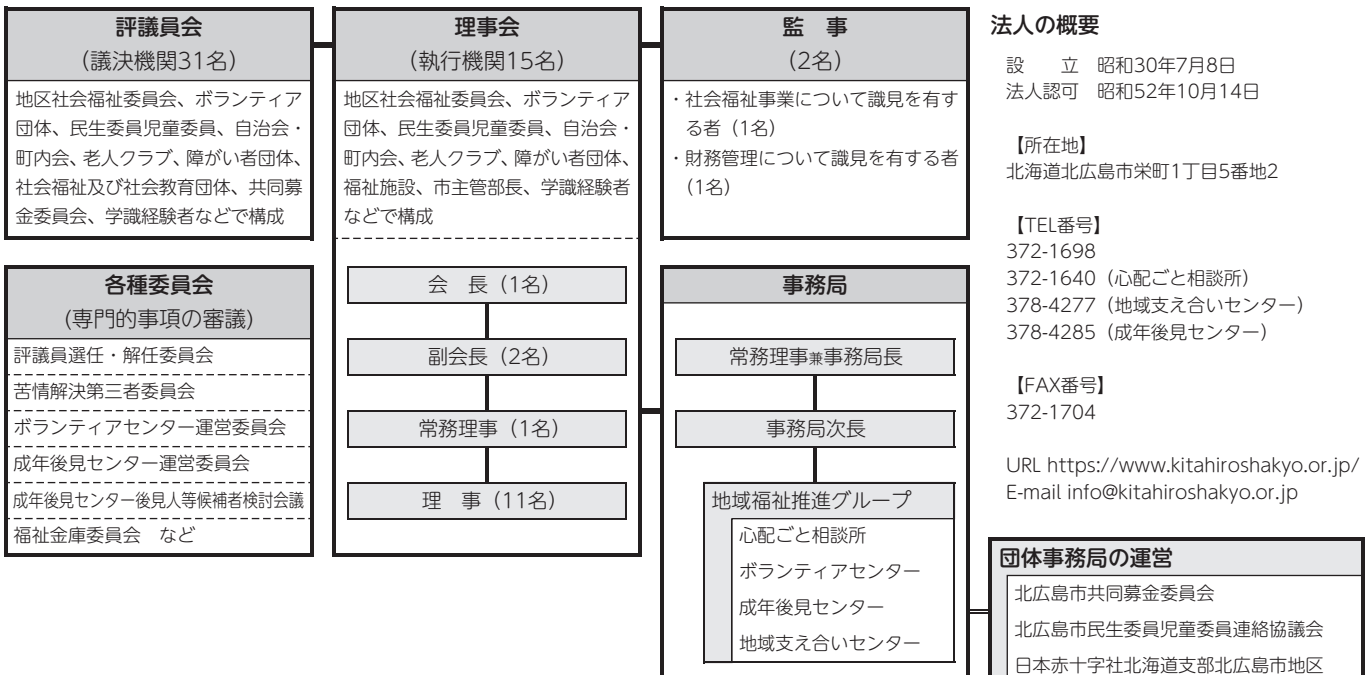 評議員会
(議決機関31名)
地区社会福祉委員会、ボランティア
団体、民生委員児童委員、自治会・
町内会、老人クラブ、障がい者団体、
社会福祉及び社会教育団体、共同募
金委員会、学識経験者などで構成
理事会
(執行機関15名)
地区社会福祉委員会、ボランティア
団体、民生委員児童委員、自治会・
町内会、老人クラブ、障がい者団体、
福祉施設、市主管部長、学識経験者
などで構成
会 長(1名)
副会長(2名)
常務理事(1名)
理 事(11名)
監 事
(2名)
・社会福祉事業について識見を有す
る者(1名)
・財務管理について識見を有する者
(1名)
各種委員会
(専門的事項の審議)
評議員選任・解任委員会
苦情解決第三者委員会
ボランティアセンター運営委員会
成年後見センター運営委員会
成年後見センター後見人等候補者検討会議
福祉金庫委員会 など
事務局
常務理事兼事務局長
事務局次長
地域福祉推進グループ
心配ごと相談所
ボランティアセンター
成年後見センター
地域支え合いセンター
法人の概要
設 立 昭和30年7月8日
法人認可 昭和52年10月14日
【所在地】
北海道北広島市栄町1丁目5番地2
【TEL番号】
372-1698
372-1640(心配ごと相談所)
378-4277(地域支え合いセンター)
378-4285(成年後見センター)
【FAX番号】
372-1704
URL https://www.kitahiroshakyo.or.jp/
E-mail info@kitahiroshakyo.or.jp
団体事務局の運営
北広島市共同募金委員会
北広島市民生委員児童委員連絡協議会
日本赤十字社北海道支部北広島市地区